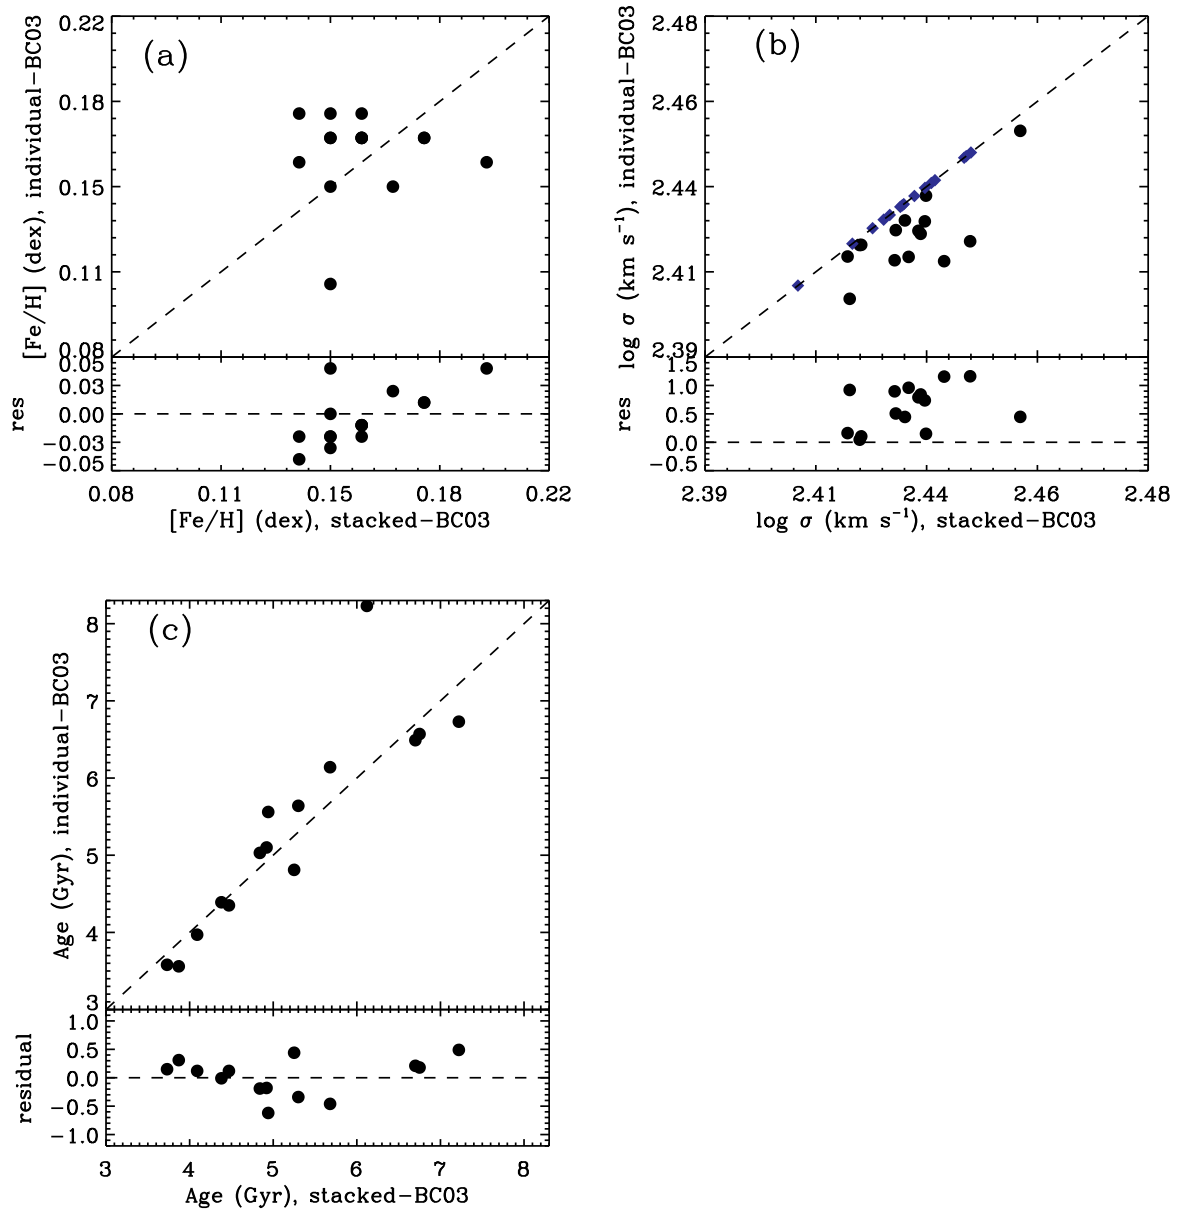 (a)
0.22
0.18
0.15
0.11
0.08
[Fe/H] (dex), individual-BC03
0.05
0.03
0.00
-0.03
-0.05
res
0.08 0.11 0.15 0.18 0.22
[Fe/H] (dex), stacked-BC03
(b)
2.48
2.46
2.44
2.41
2.39
log σ (km s⁻¹), individual-BC03
1.5
1.0
0.5
0.0
-0.5
res
2.39 2.41 2.44 2.46 2.48
log σ (km s⁻¹), stacked-BC03
(c)
8
7
6
5
4
3
Age (Gyr), individual-BC03
1.0
0.5
0.0
-0.5
-1.0
residual
3 4 5 6 7 8
Age (Gyr), stacked-BC03